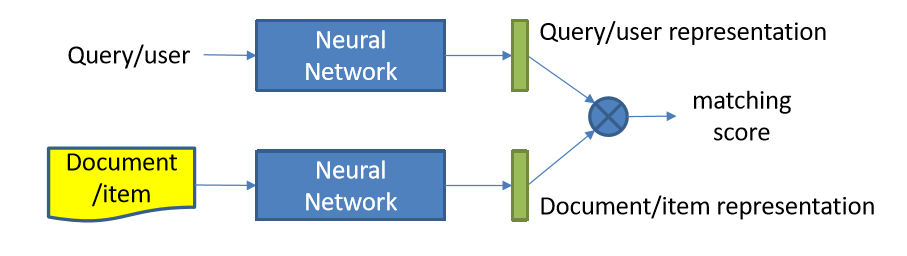 Query/user
Neural
Network
Query/user representation
matching
score
Document
/item
Neural
Network
Document/item representation